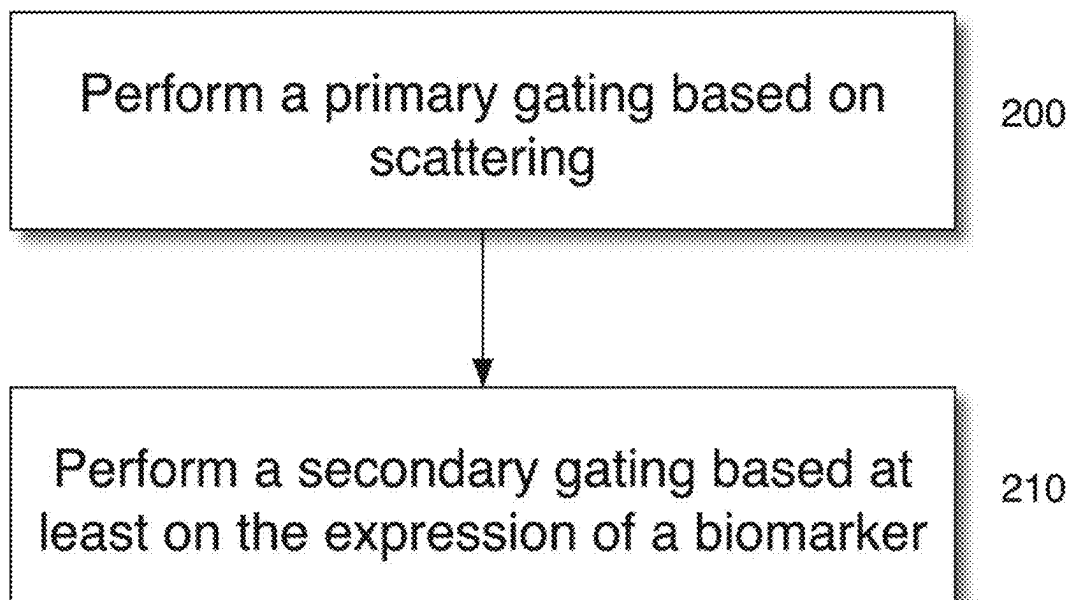 Perform a primary gating based on
scattering
200
Perform a secondary gating based at
least on the expression of a biomarker
210